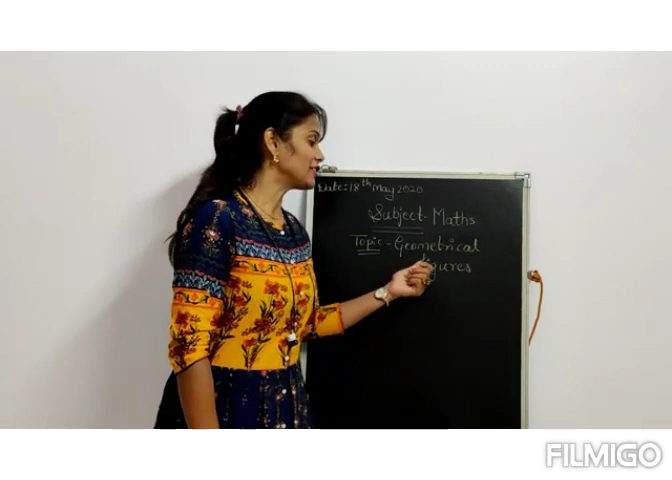 Date: 18th May 2020
Subject - Maths
Topic - Geometrical
figures
FILMIGO